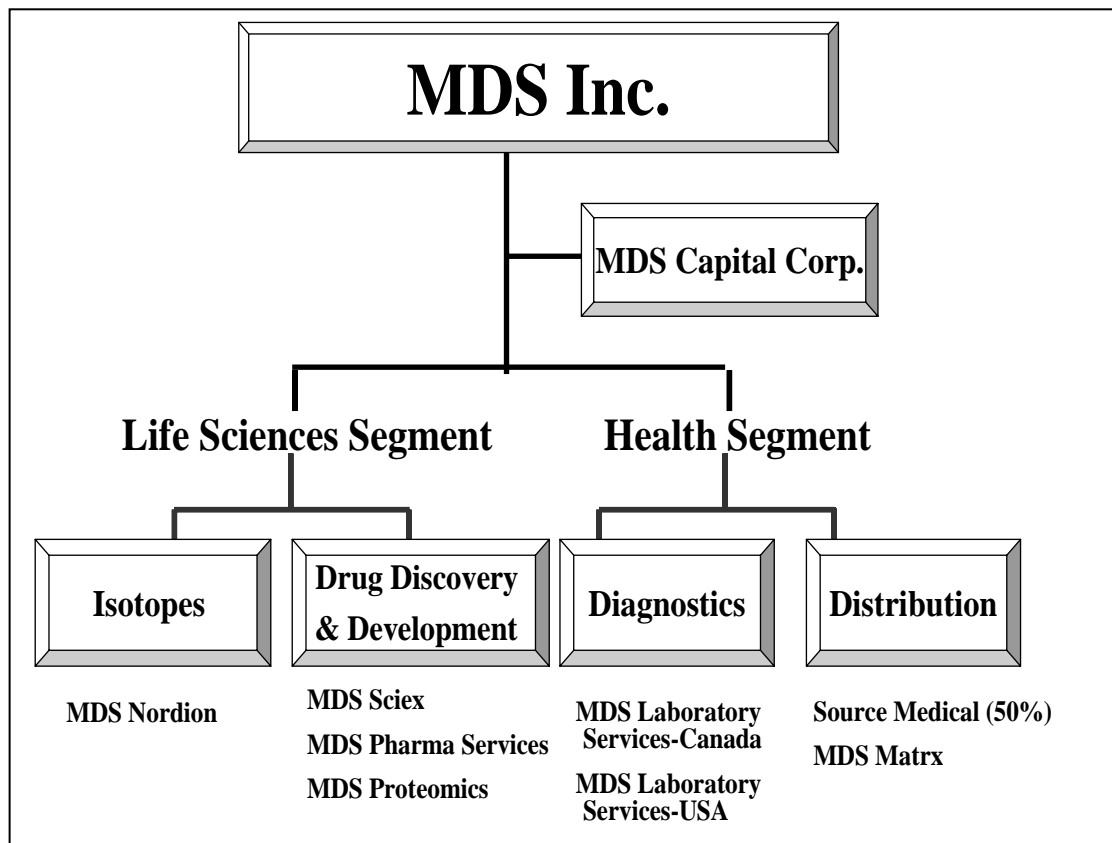 MDS Inc.
MDS Capital Corp.
Life Sciences Segment
Health Segment
Isotopes
Drug Discovery
& Development
Diagnostics
Distribution
MDS Nordion
MDS Sciex
MDS Pharma Services
MDS Proteomics
MDS Laboratory
Services-Canada
MDS Laboratory
Services-USA
Source Medical (50%)
MDS Matrx